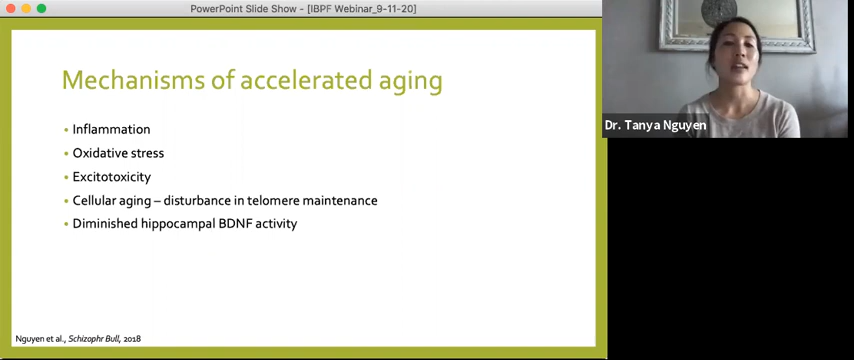 PowerPoint Slide Show - [IBPF Webinar_9-11-20]
Mechanisms of accelerated aging
• Inflammation
• Oxidative stress
• Excitotoxicity
• Cellular aging – disturbance in telomere maintenance
• Diminished hippocampal BDNF activity
Nguyen et al., Schizophr Bull, 2018
Dr. Tanya Nguyen